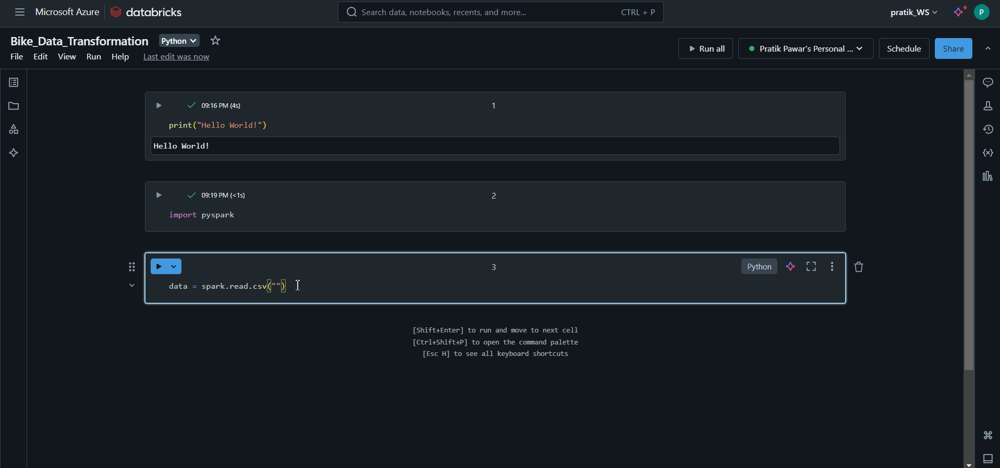 Microsoft Azure databricks Search data, notebooks, recents, and more... CTRL + P pratik_WS P
Bike_Data_Transformation Python
File Edit View Run Help Last edit was now
Run all Pratik Pawar's Personal ... Schedule Share
09:16 PM (4s) 1
print("Hello World!")
Hello World!
09:19 PM (<1s) 2
import pyspark
3 Python
data = spark.read.csv("")
[Shift+Enter] to run and move to next cell
[Ctrl+Shift+P] to open the command palette
[Esc H] to see all keyboard shortcuts